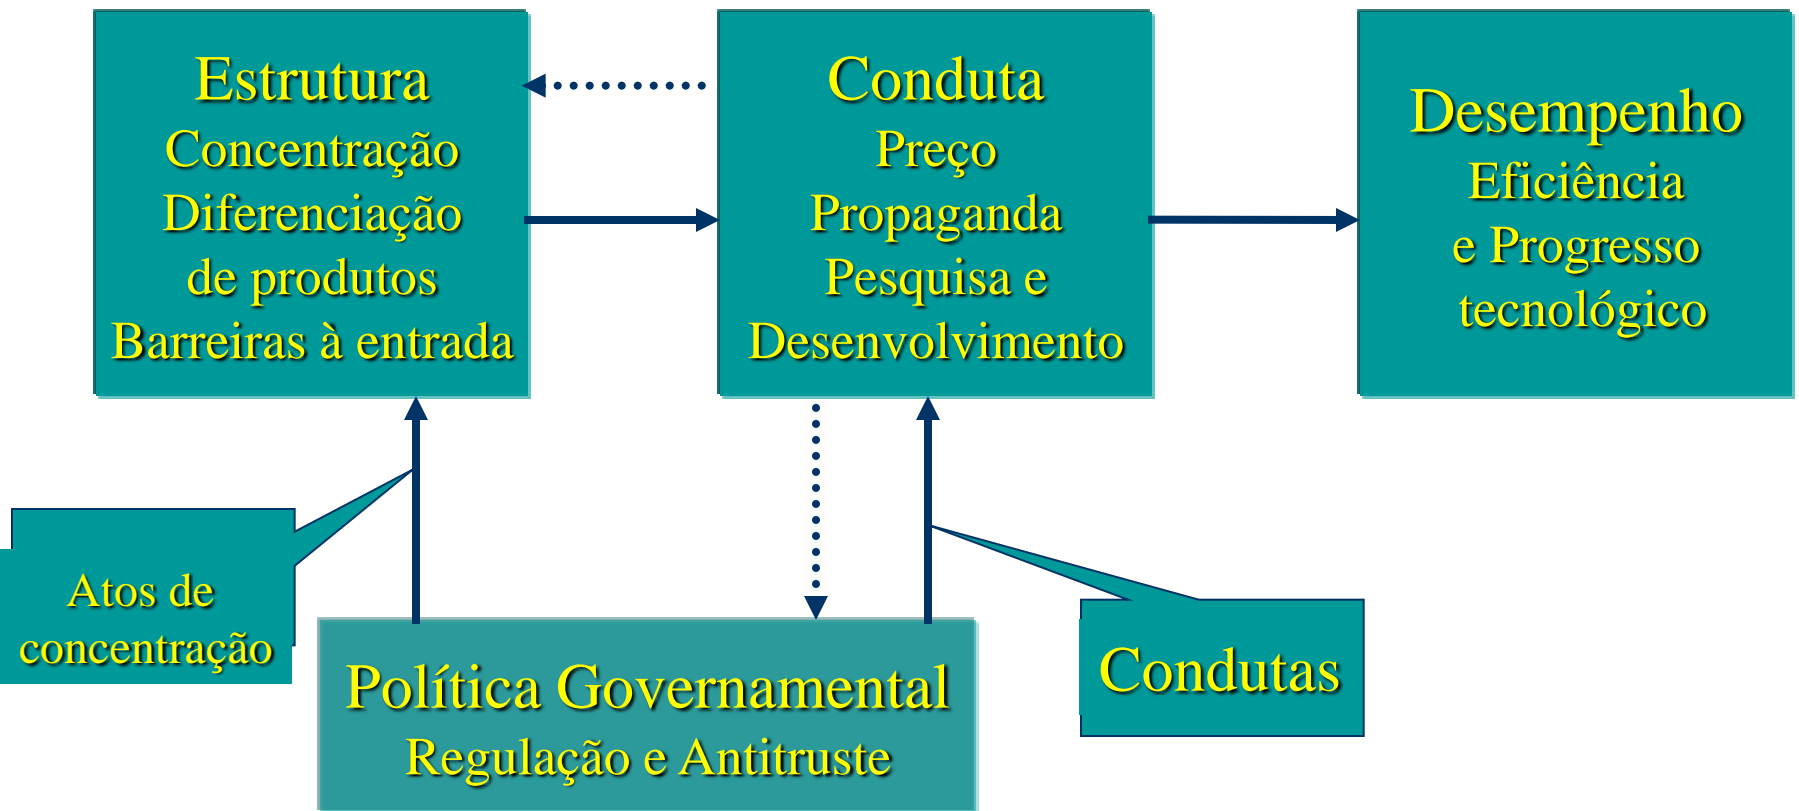 Estrutura
Concentração
Diferenciação
de produtos
Barreiras à entrada
Conduta
Preço
Propaganda
Pesquisa e
Desenvolvimento
Desempenho
Eficiência
e Progresso
tecnológico
Atos de
concentração
Política Governamental
Regulação e Antitruste
Condutas